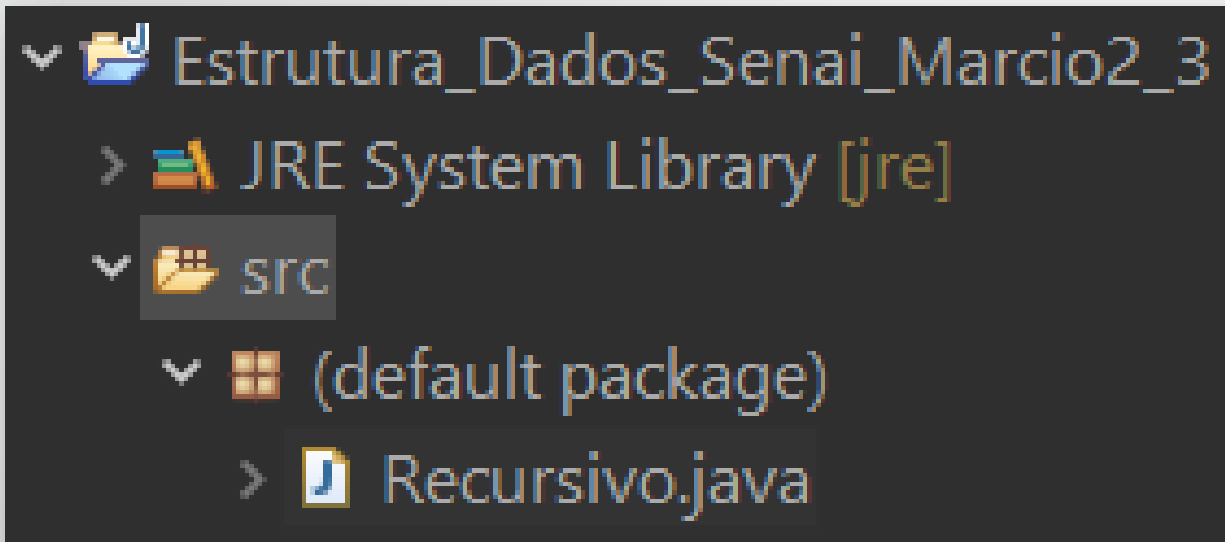 Estrutura_Dados_Senai_Marcio2_3
JRE System Library [jre]
src
(default package)
Recursivo.java